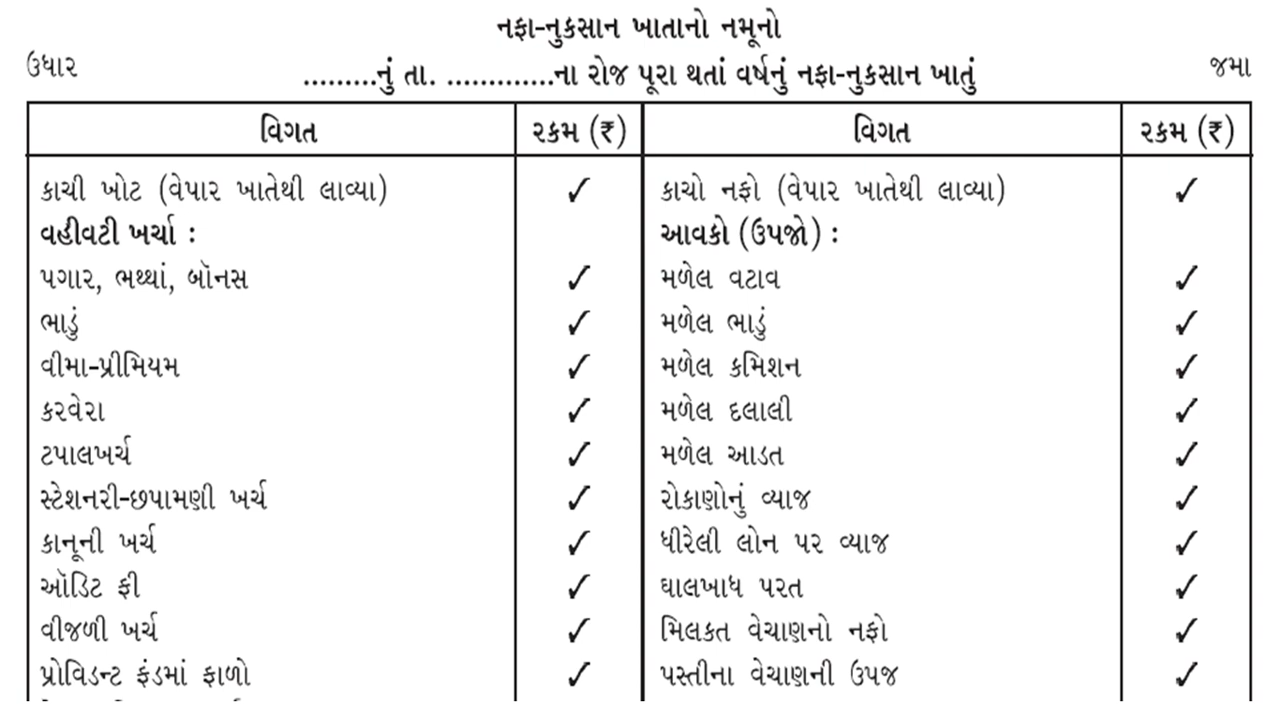 નફા-નુકસાન ખાતાનો નમૂનો
ઉધાર .........નું તા. .............ના રોજ પૂરા થતાં વર્ષનું નફા-નુકસાન ખાતું જમા
વિગત રકમ (₹) વિગત રકમ (₹)
કાચી ખોટ (વેપાર ખાતેથી લાવ્યા) ✓ કાચો નફો (વેપાર ખાતેથી લાવ્યા) ✓
વહીવટી ખર્ચા : આવકો (ઉપજો) :
પગાર, ભથ્થાં, બૉનસ ✓ મળેલ વટાવ ✓
ભાડું ✓ મળેલ ભાડું ✓
વીમા-પ્રીમિયમ ✓ મળેલ કમિશન ✓
કરવેરા ✓ મળેલ દલાલી ✓
ટપાલખર્ચ ✓ મળેલ આડત ✓
સ્ટેશનરી-છપામણી ખર્ચ ✓ રોકાણોનું વ્યાજ ✓
કાનૂની ખર્ચ ✓ ધીરેલી લોન પર વ્યાજ ✓
ઑડિટ ફી ✓ ઘાલખાધ પરત ✓
વીજળી ખર્ચ ✓ મિલકત વેચાણનો નફો ✓
પ્રોવિડન્ટ ફંડમાં ફાળો ✓ પસ્તીના વેચાણની ઉપજ ✓